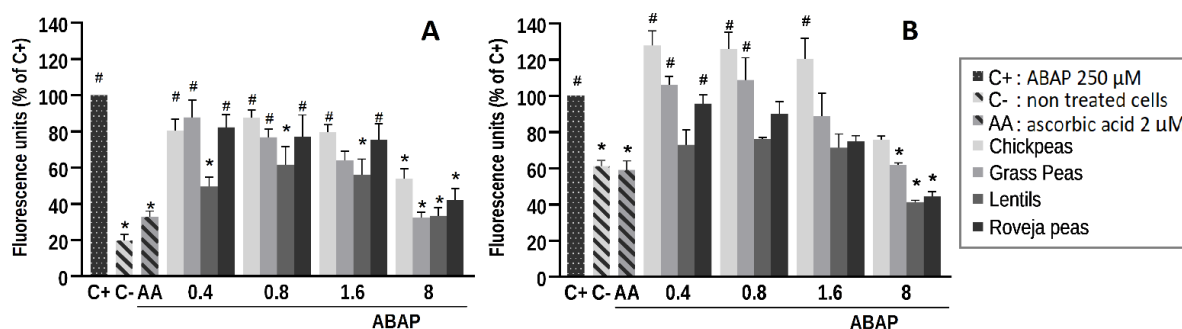 A
Fluorescence units (% of C+)
140
120
100
80
60
40
20
0
# * * # # * # # # * # # * # * * * *
C+ C- AA 0.4 0.8 1.6 8
ABAP
B
Fluorescence units (% of C+)
140
120
100
80
60
40
20
0
# * * # # # # # # * * *
C+ C- AA 0.4 0.8 1.6 8
ABAP
C+ : ABAP 250 µM
C- : non treated cells
AA : ascorbic acid 2 µM
Chickpeas
Grass Peas
Lentils
Roveja peas